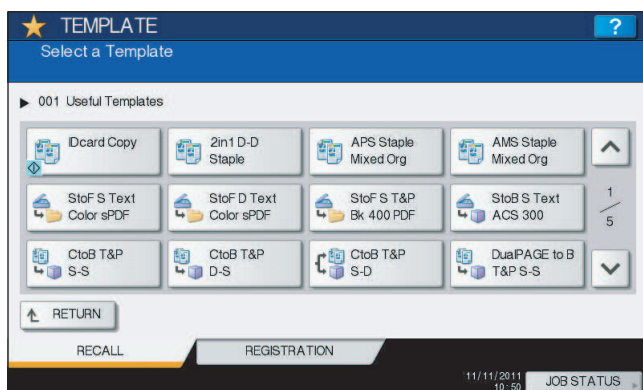 TEMPLATE
?
Select a Template
001 Useful Templates
IDcard Copy
2in1 D-D
Staple
APS Staple
Mixed Org
AMS Staple
Mixed Org
StoF S Text
Color sPDF
StoF D Text
Color sPDF
StoF S T&P
Bk 400 PDF
StoB S Text
ACS 300
1
5
CtoB T&P
S-S
CtoB T&P
D-S
CtoB T&P
S-D
DualPAGE to B
T&P S-S
RETURN
RECALL
REGISTRATION
11/11/2011
10:50
JOB STATUS